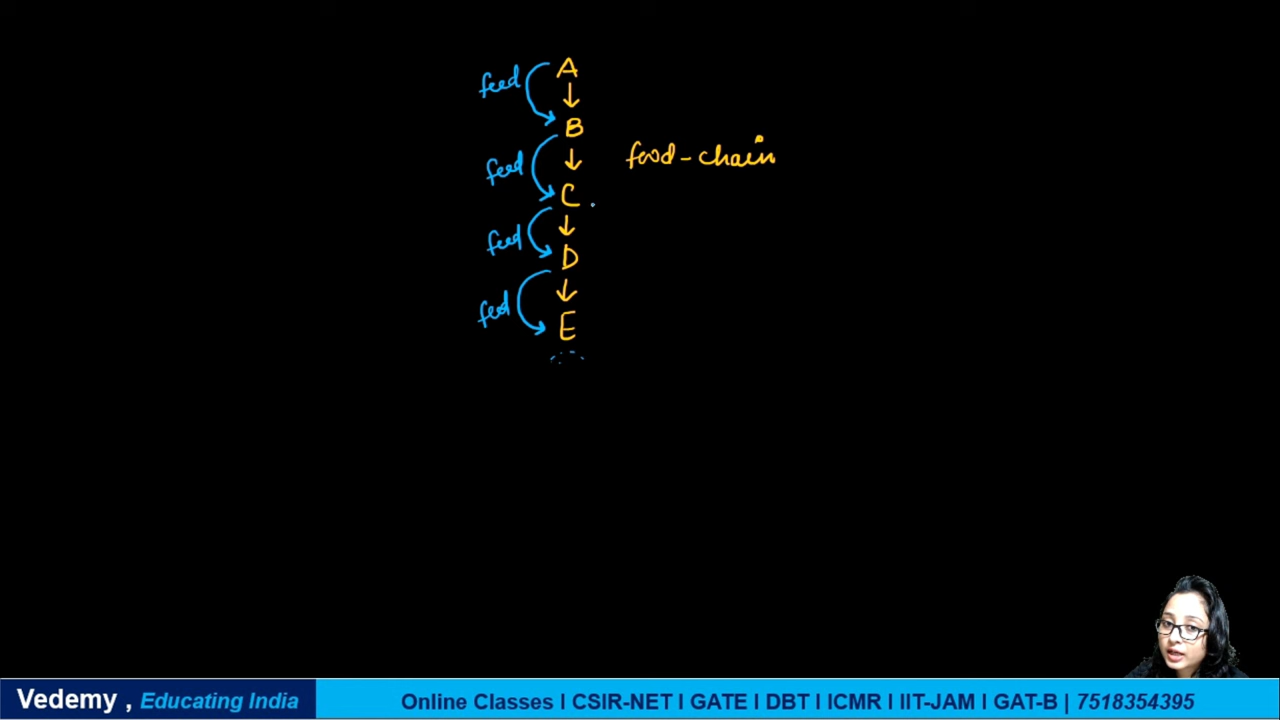 A
feed
↓
B
food-chain
feed
↓
C
feed
↓
D
feed
↓
E
Vedemy , Educating India
Online Classes I CSIR-NET I GATE I DBT I ICMR I IIT-JAM I GAT-B | 7518354395